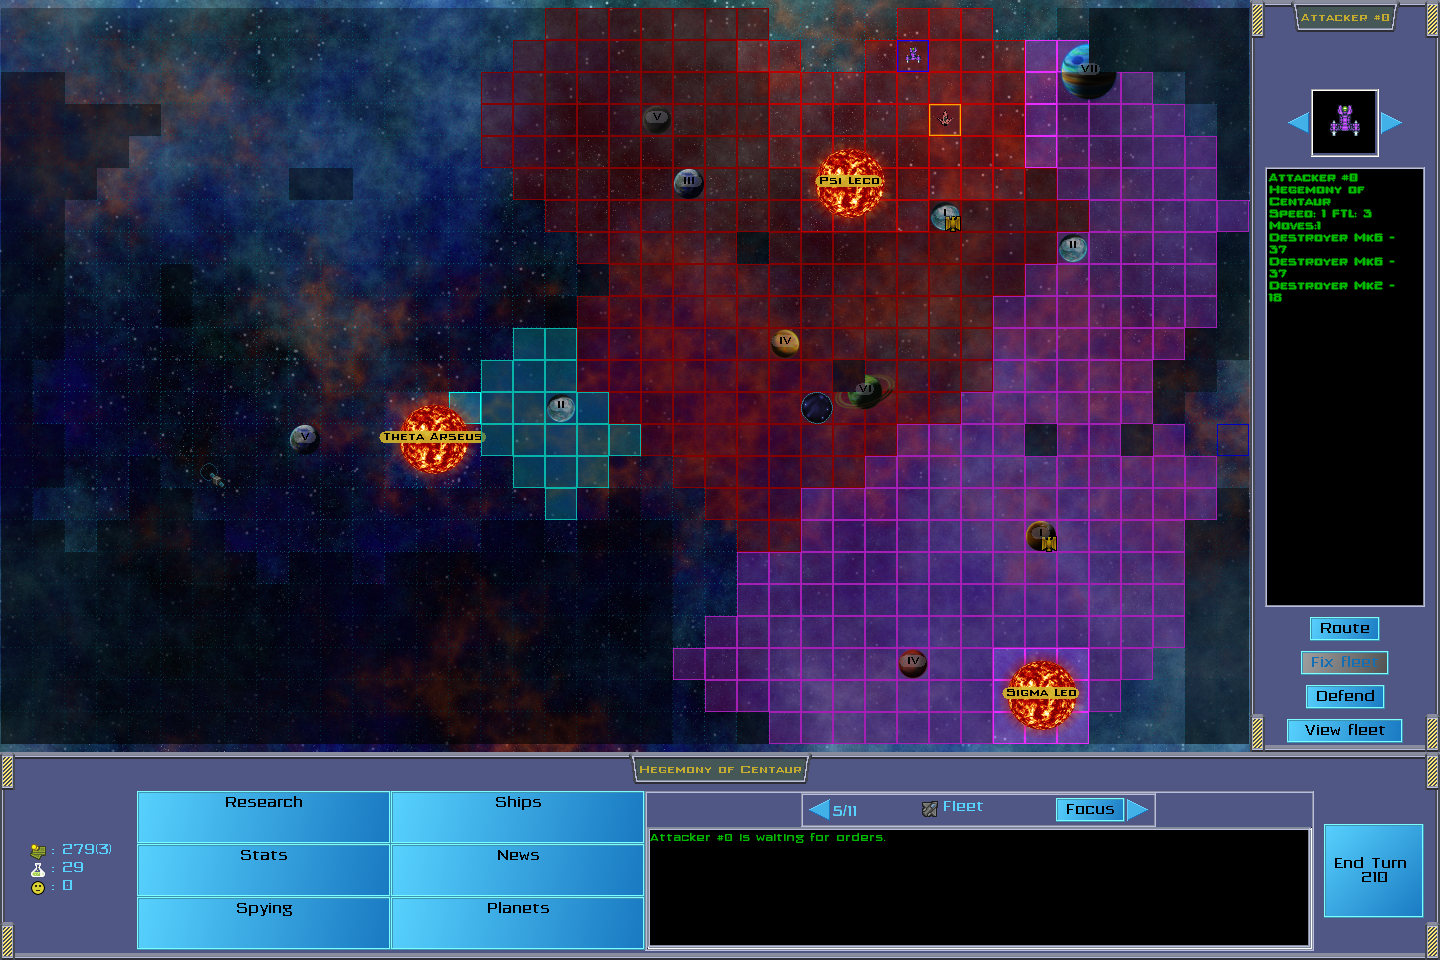 Attacker #0
VII
V
III
Psi Leco
I
II
IV
VI
II
V
Theta Arseus
I
IV
Sigma Leo
Attacker #0
Hegemony of
Centaur
Speed: 1 FTL: 3
Moves:1
Destroyer Mk6 -
37
Destroyer Mk6 -
37
Destroyer Mk2 -
18
Route
Fix fleet
Defend
View fleet
Hegemony of Centaur
: 279(3)
: 29
: 0
Research
Ships
Stats
News
Spying
Planets
5/11
Fleet
Focus
Attacker #0 is waiting for orders.
End Turn
210